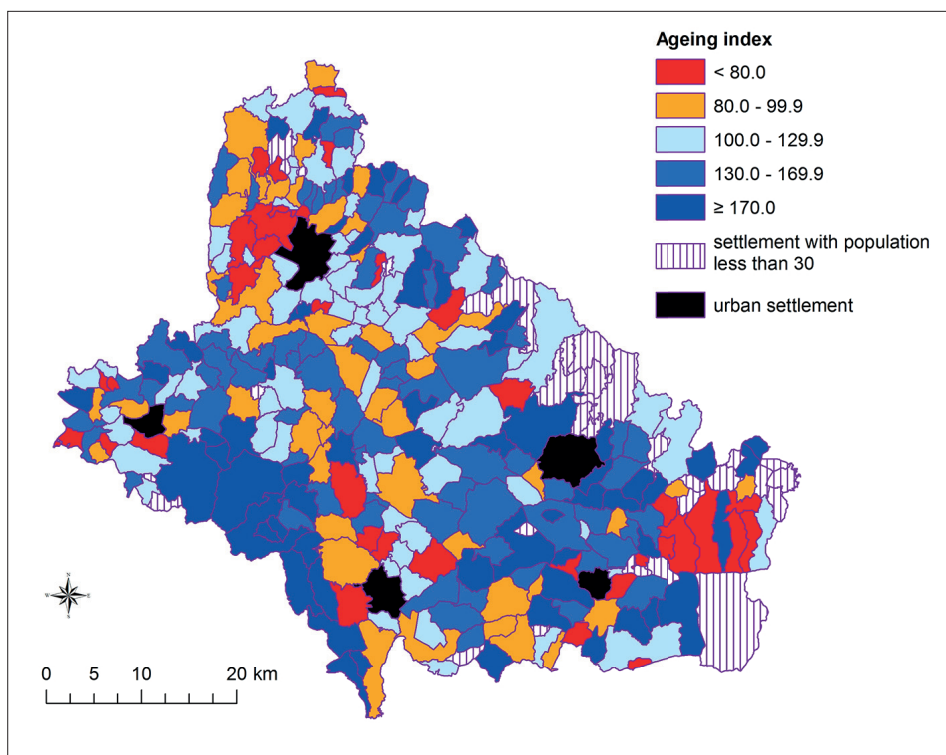 Ageing index
< 80.0
80.0 - 99.9
100.0 - 129.9
130.0 - 169.9
≥ 170.0
settlement with population
less than 30
urban settlement
N
W E
S
0 5 10 15 20 km